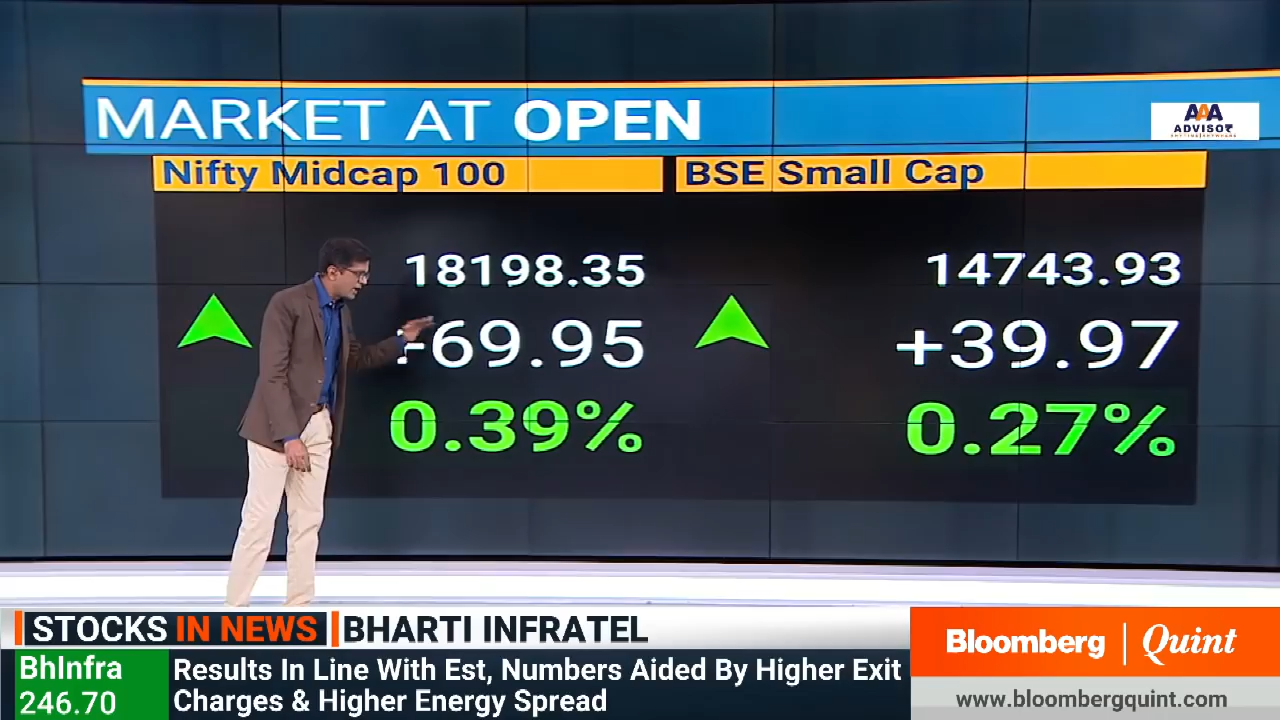 MARKET AT OPEN
AAA
ADVISOR
Nifty Midcap 100
BSE Small Cap
18198.35
+69.95
0.39%
14743.93
+39.97
0.27%
STOCKS IN NEWS
BHARTI INFRATEL
BhInfra
246.70
Results In Line With Est, Numbers Aided By Higher Exit
Charges & Higher Energy Spread
Bloomberg | Quint
www.bloombergquint.com